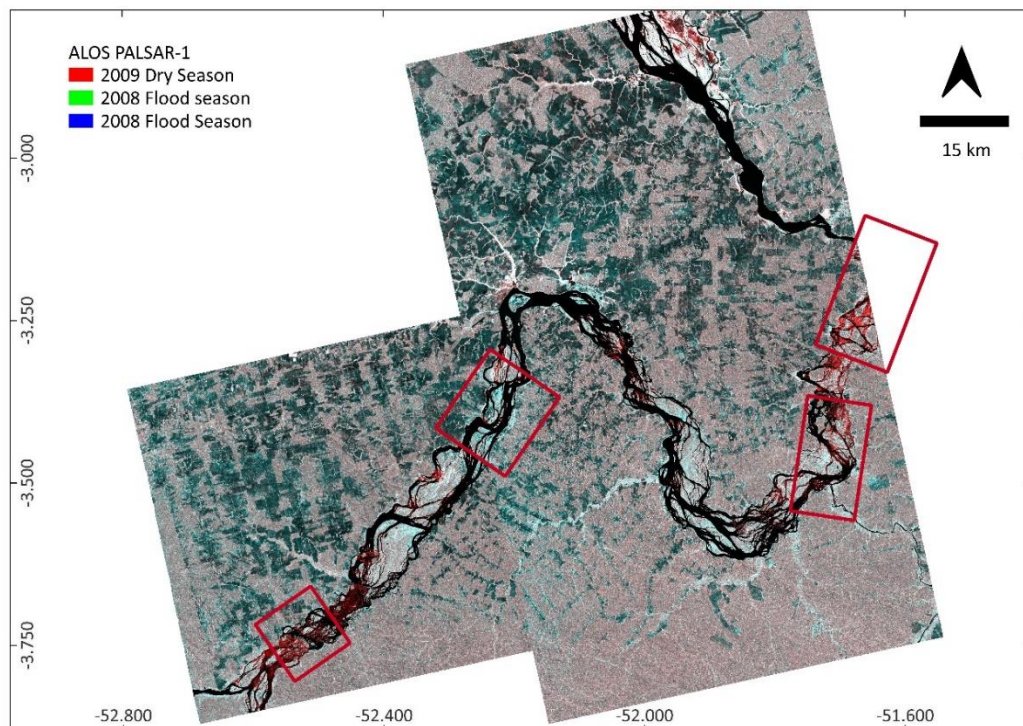 ALOS PALSAR-1
2009 Dry Season
2008 Flood season
2008 Flood Season
15 km
-3.000
-3.250
-3.500
-3.750
-52.800
-52.400
-52.000
-51.600